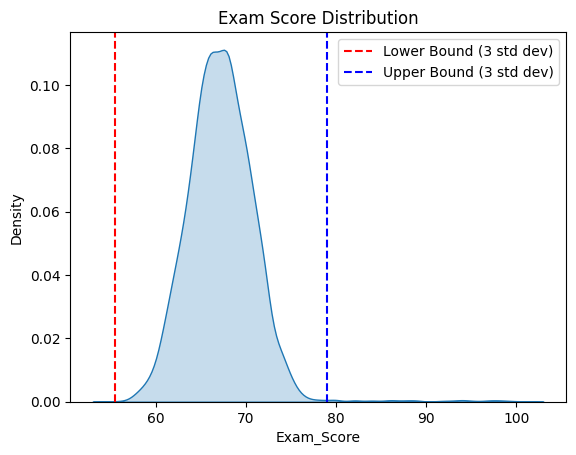 Exam Score Distribution
Lower Bound (3 std dev)
Upper Bound (3 std dev)
Density
0.10
0.08
0.06
0.04
0.02
0.00
60 70 80 90 100
Exam_Score